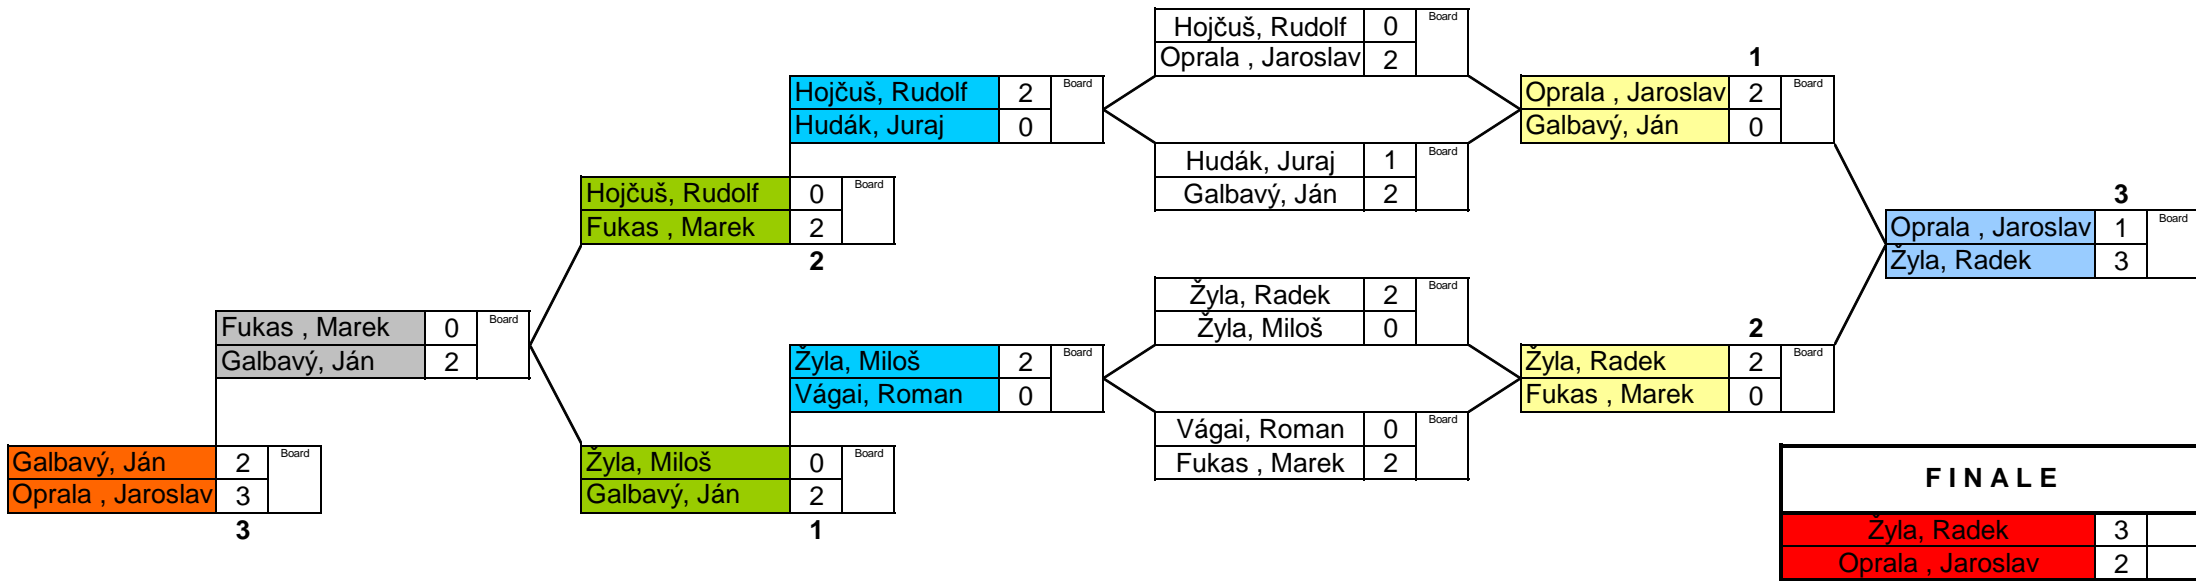 Hojčuš, Rudolf 0 Board
Oprala , Jaroslav 2
1
Hojčuš, Rudolf 2 Board
Hudák, Juraj 0
Oprala , Jaroslav 2 Board
Galbavý, Ján 0
Hudák, Juraj 1 Board
Galbavý, Ján 2
Hojčuš, Rudolf 0 Board
Fukas , Marek 2
2
3
Oprala , Jaroslav 1 Board
Žyla, Radek 3
Žyla, Radek 2 Board
Žyla, Miloš 0
Fukas , Marek 0 Board
Galbavý, Ján 2
2
Žyla, Miloš 2 Board
Vágai, Roman 0
Žyla, Radek 2 Board
Fukas , Marek 0
Vágai, Roman 0 Board
Fukas , Marek 2
Galbavý, Ján 2 Board
Oprala , Jaroslav 3
3
Žyla, Miloš 0 Board
Galbavý, Ján 2
1
F I N A L E
Žyla, Radek 3
Oprala , Jaroslav 2